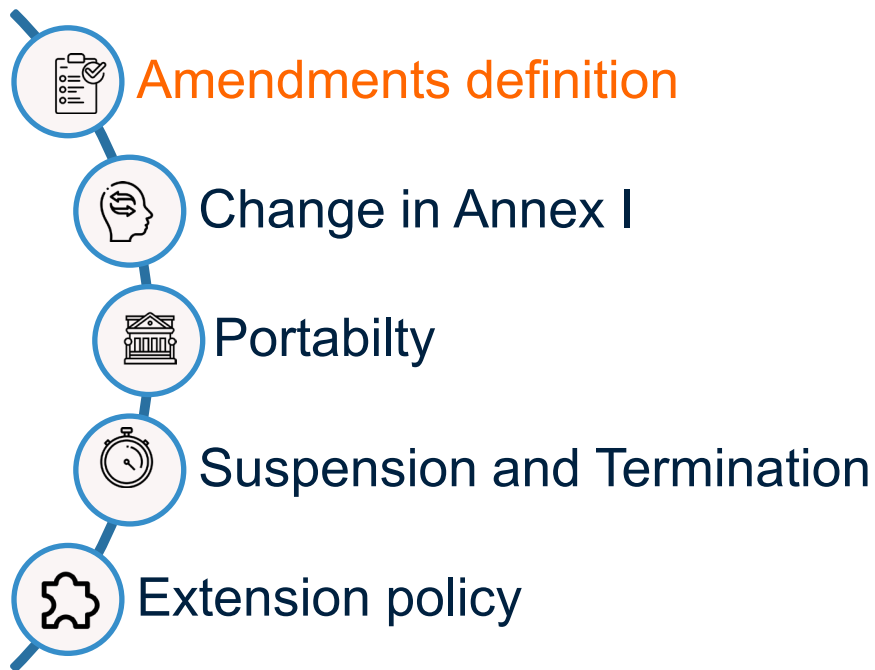 Amendments definition
Change in Annex I
Portabilty
Suspension and Termination
Extension policy